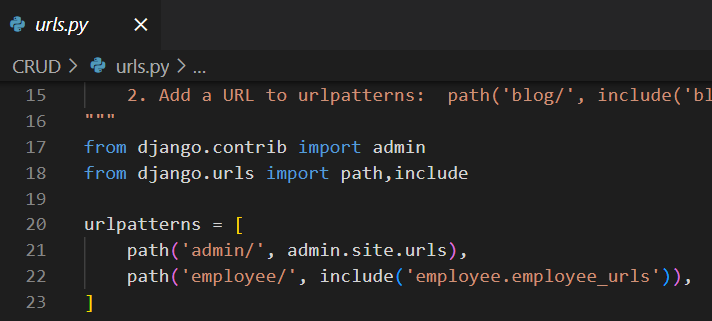 urls.py ×
CRUD > urls.py > ...
15 2. Add a URL to urlpatterns:  path('blog/', include('bl
16 """
17 from django.contrib import admin
18 from django.urls import path,include
19
20 urlpatterns = [
21     path('admin/', admin.site.urls),
22     path('employee/', include('employee.employee_urls')),
23 ]